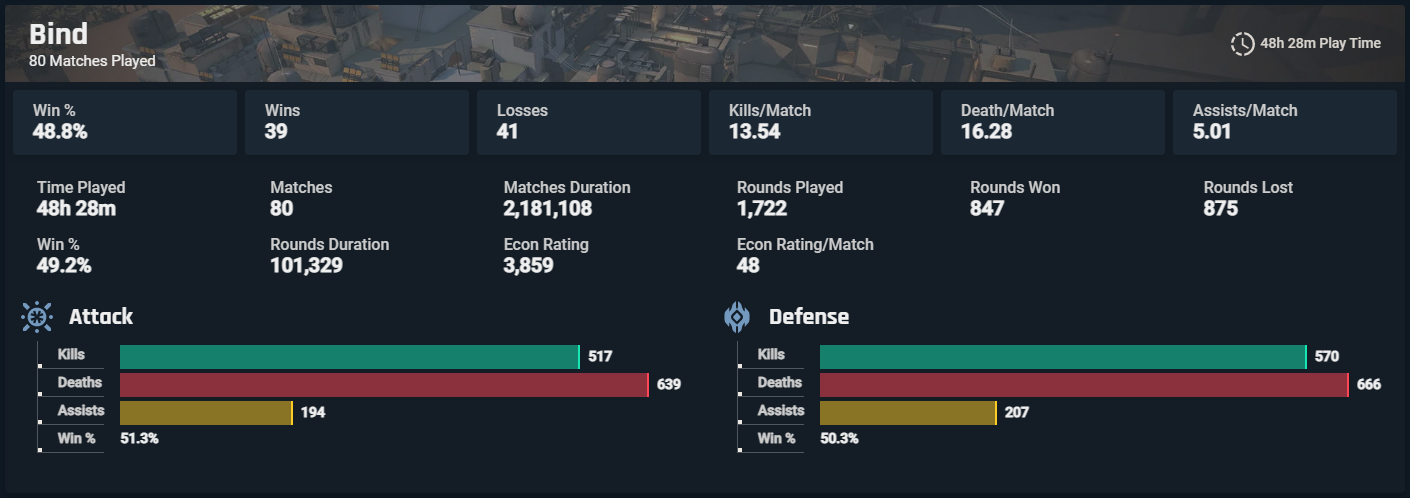 Bind
80 Matches Played
48h 28m Play Time
Win % Wins Losses Kills/Match Death/Match Assists/Match
48.8% 39 41 13.54 16.28 5.01
Time Played Matches Matches Duration Rounds Played Rounds Won Rounds Lost
48h 28m 80 2,181,108 1,722 847 875
Win % Rounds Duration Econ Rating Econ Rating/Match
49.2% 101,329 3,859 48
Attack
Kills 517
Deaths 639
Assists 194
Win % 51.3%
Defense
Kills 570
Deaths 666
Assists 207
Win % 50.3%